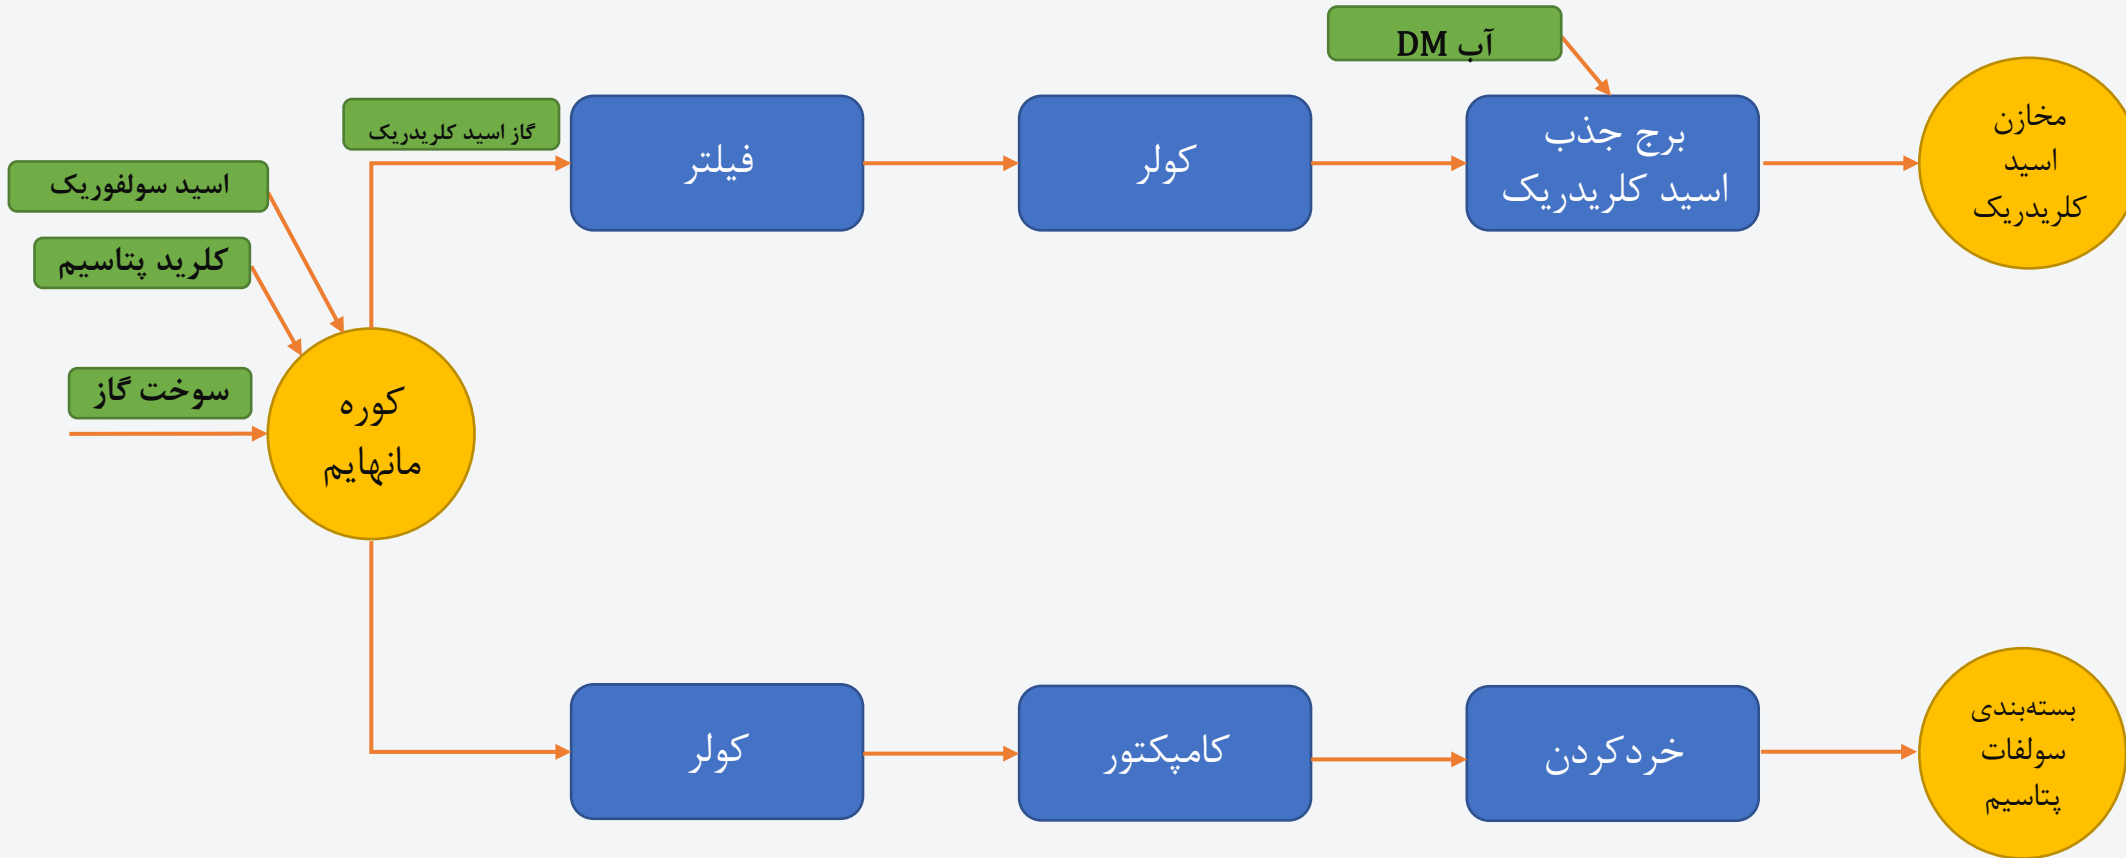 آب DM
گاز اسید کلریدریک
فیلتر
کولر
برج جذب
اسید کلریدریک
مخازن
اسید
کلریدریک
اسید سولفوریک
کلرید پتاسیم
سوخت گاز
کوره
مانهایم
کولر
کامپکتور
خردکردن
بسته‌بندی
سولفات
پتاسیم